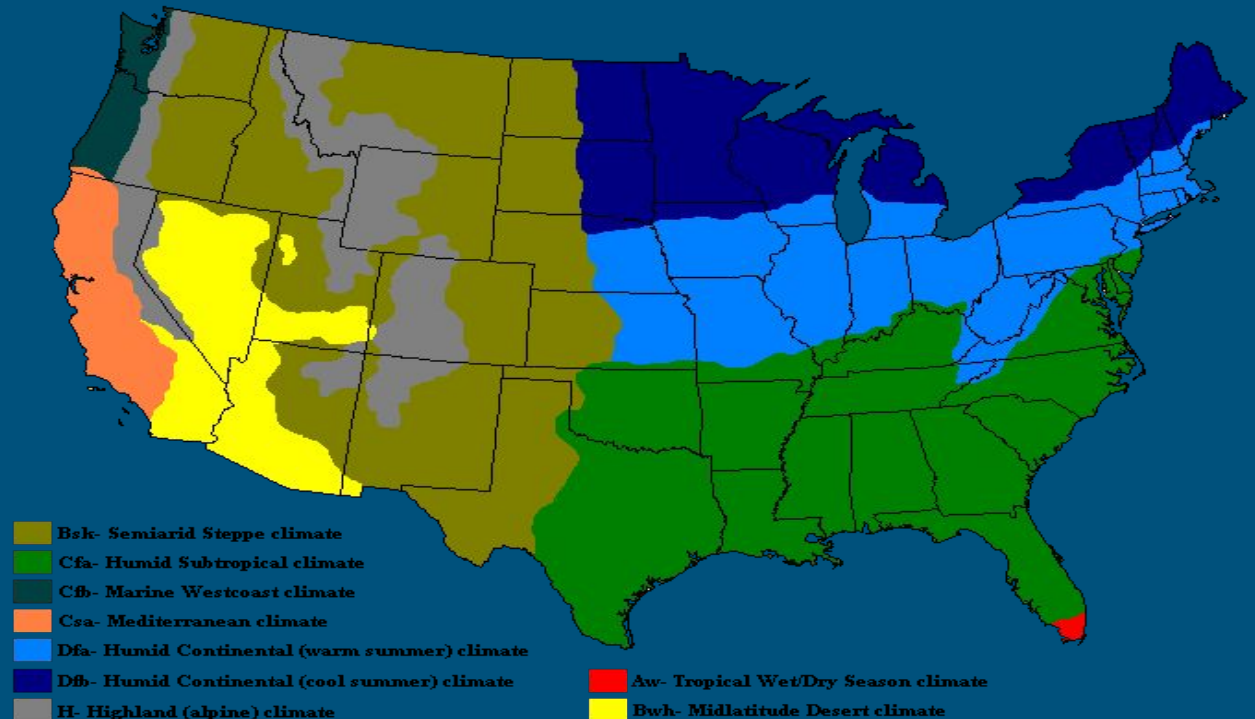 Bsk- Semiarid Steppe climate
Cfa- Humid Subtropical climate
Cfb- Marine Westcoast climate
Csa- Mediterranean climate
Dfa- Humid Continental (warm summer) climate
Dfb- Humid Continental (cool summer) climate
H- Highland (alpine) climate
Aw- Tropical Wet/Dry Season climate
Bwh- Midlatitude Desert climate